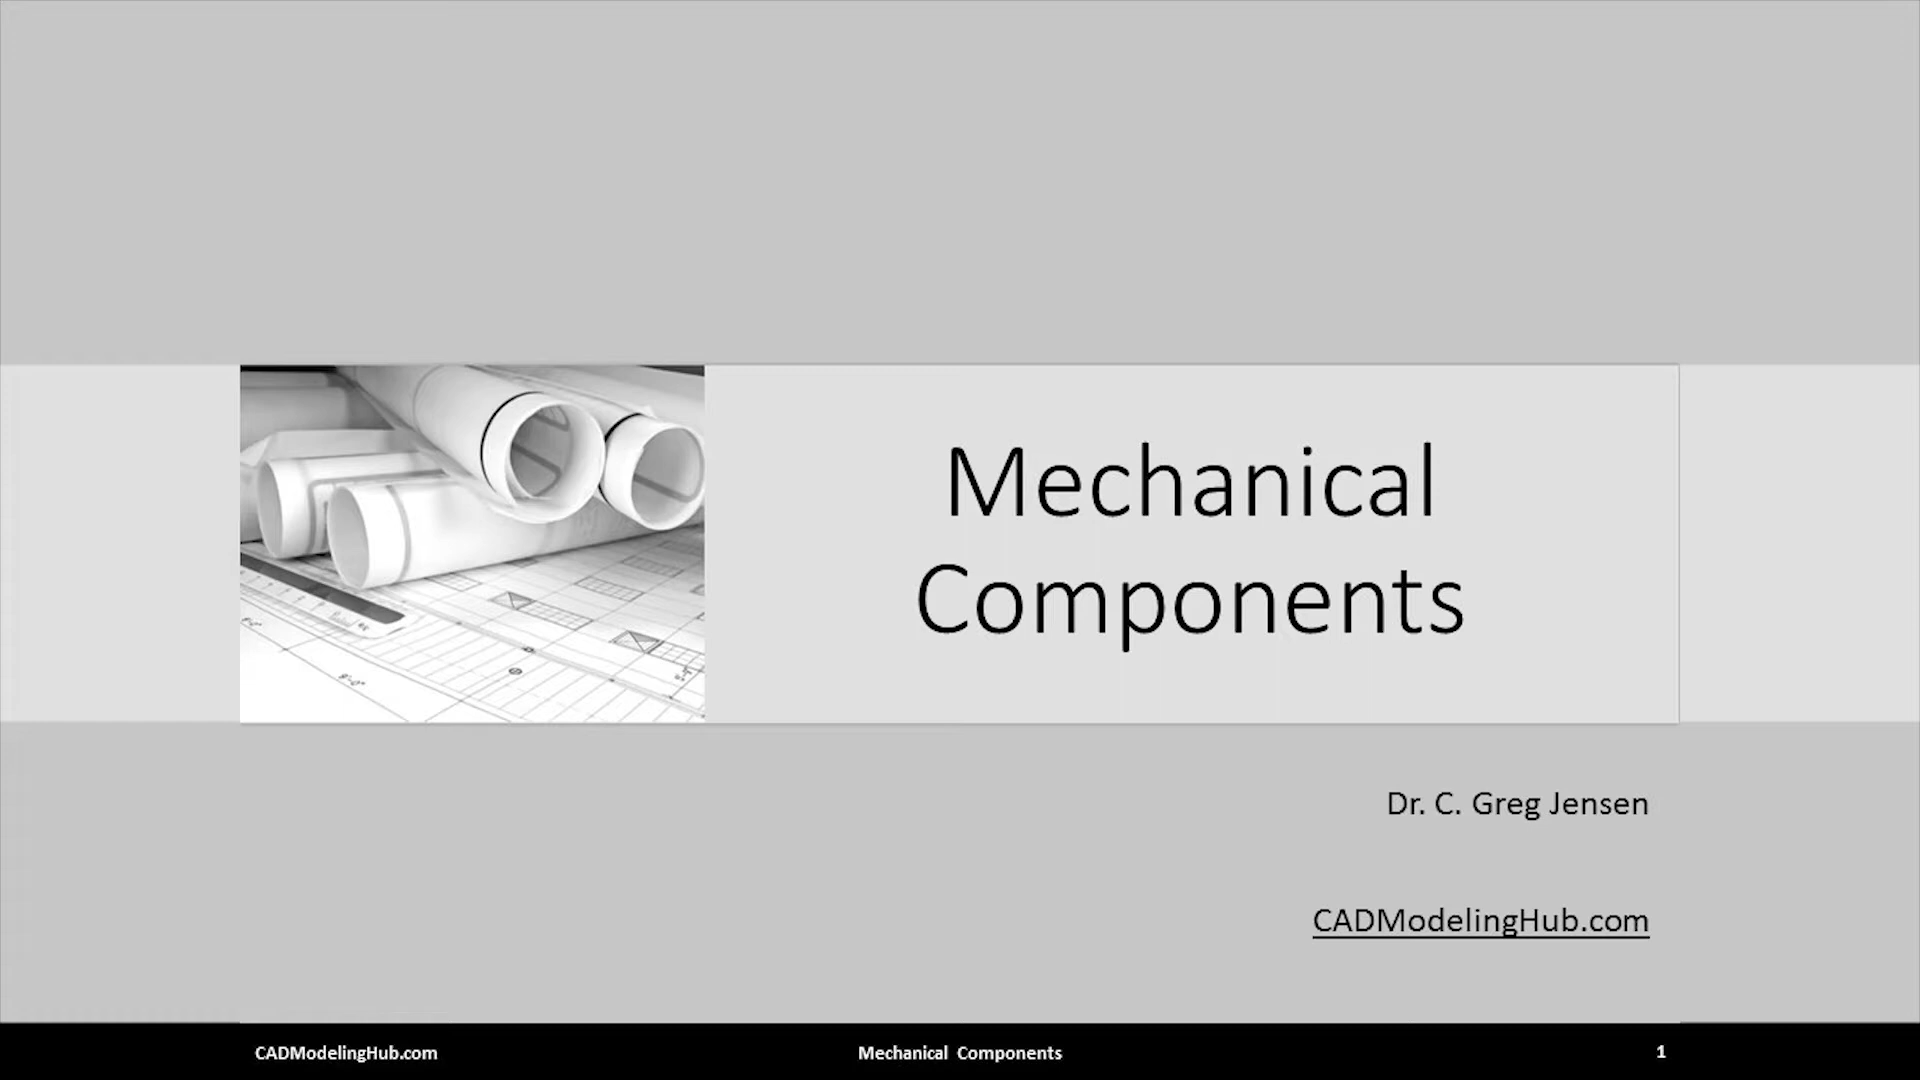 Mechanical
Components
Dr. C. Greg Jensen
CADModelingHub.com
CADModelingHub.com
Mechanical Components
1